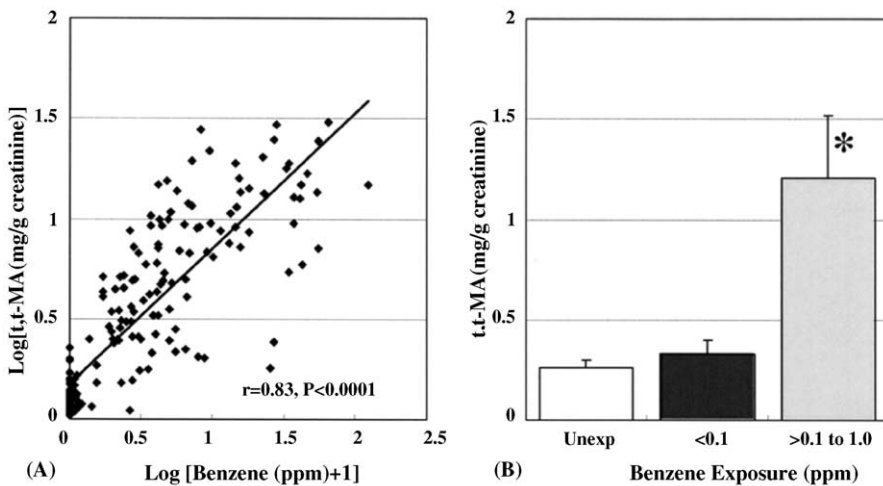 2
1.5
1
0.5
0
Log[t,t-MA(mg/g creatinine)]
r=0.83, P<0.0001
0 0.5 1 1.5 2 2.5
(A) Log [Benzene (ppm)+1]
2
1.5
1
0.5
0
t.t-MA(mg/g creatinine)
*
Unexp <0.1 >0.1 to 1.0
(B) Benzene Exposure (ppm)